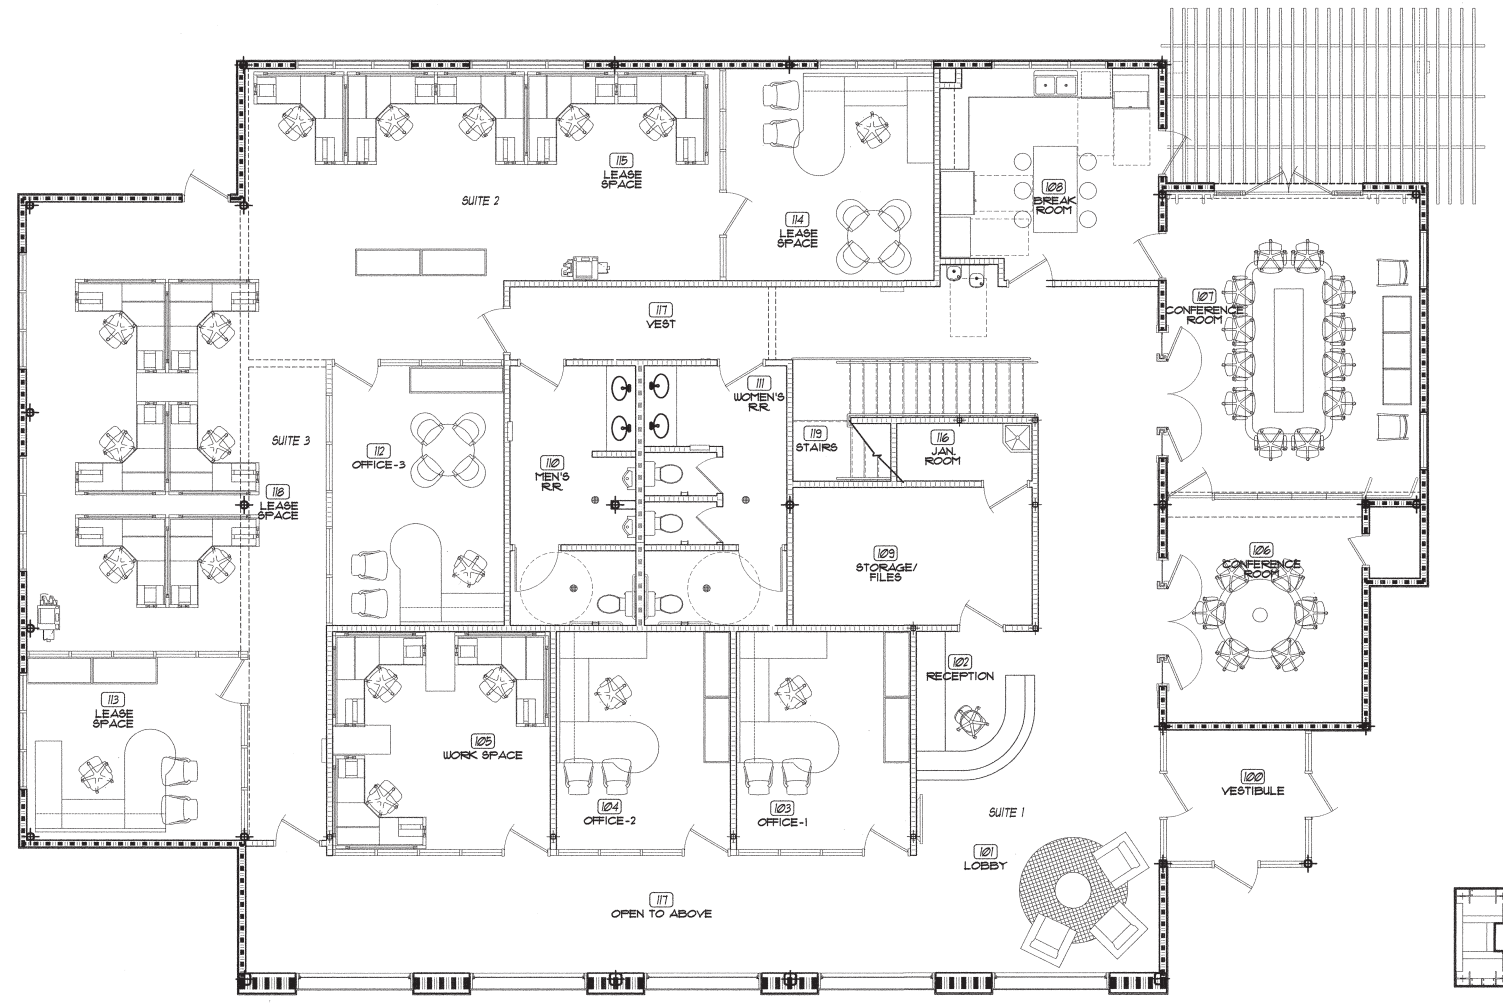 115
LEASE
SPACE
SUITE 2
114
LEASE
SPACE
108
BREAK
ROOM
107
CONFERENCE
ROOM
117
VEST
111
WOMEN'S
R.R.
119
STAIRS
116
JAN.
ROOM
SUITE 3
112
OFFICE-3
110
MEN'S
R.R.
118
LEASE
SPACE
109
STORAGE/
FILES
106
CONFERENCE
ROOM
102
RECEPTION
113
LEASE
SPACE
105
WORK SPACE
104
OFFICE-2
103
OFFICE-1
SUITE 1
100
VESTIBULE
101
LOBBY
117
OPEN TO ABOVE